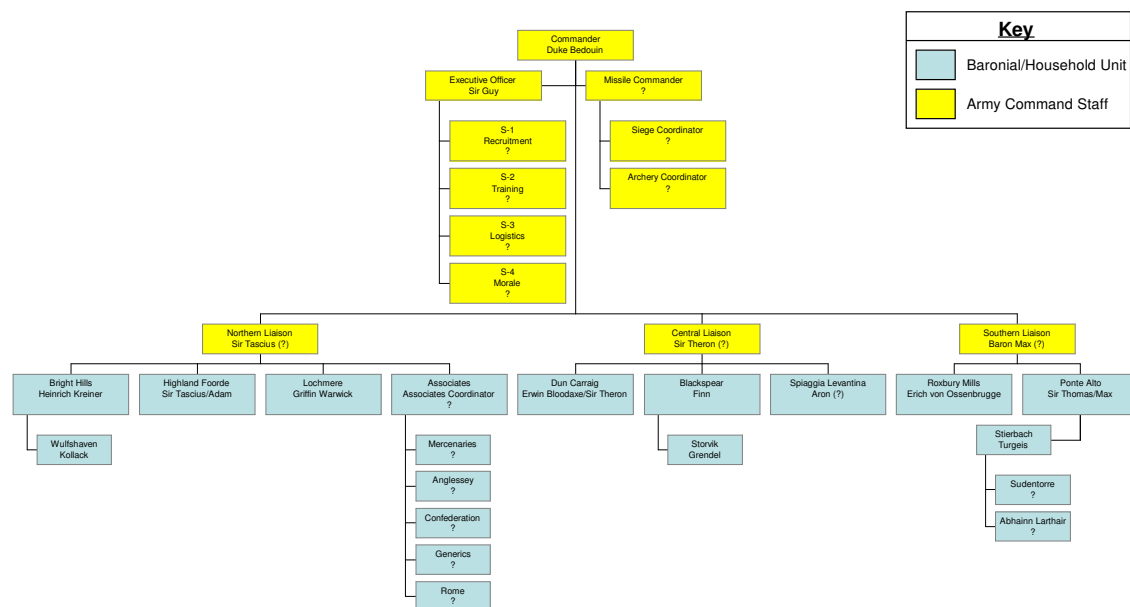 Commander
Duke Bedouin
Key
Baronial/Household Unit
Army Command Staff
Executive Officer
Sir Guy
Missile Commander
?
S-1
Recruitment
?
Siege Coordinator
?
S-2
Training
?
Archery Coordinator
?
S-3
Logistics
?
S-4
Morale
?
Northern Liaison
Sir Tascius (?)
Central Liaison
Sir Theron (?)
Southern Liaison
Baron Max (?)
Bright Hills
Heinrich Kreiner
Highland Foorde
Sir Tascius/Adam
Lochmere
Griffin Warwick
Associates
Associates Coordinator
?
Dun Carraig
Erwin Bloodaxe/Sir Theron
Blackspear
Finn
Spiaggia Levantina
Aron (?)
Roxbury Mills
Erich von Ossenbrugge
Ponte Alto
Sir Thomas/Max
Wulfshaven
Kollack
Mercenaries
?
Storvik
Grendel
Stierbach
Turgeis
Anglessey
?
Sudentorre
?
Confederation
?
Abhainn Larthair
?
Generics
?
Rome
?